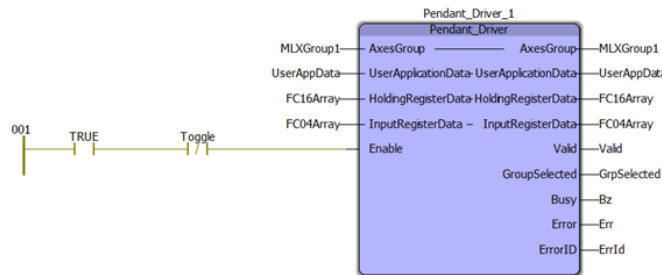 Pendant_Driver_1
Pendant_Driver
MLXGroup1 AxesGroup AxesGroup MLXGroup1
UserAppData UserApplicationData UserApplicationData UserAppData
FC16Array HoldingRegisterData HoldingRegisterData FC16Array
FC04Array InputRegisterData InputRegisterData FC04Array
001 TRUE Toggle Enable Valid Valid
GroupSelected GrpSelected
Busy Bz
Error Err
ErrorID ErrId